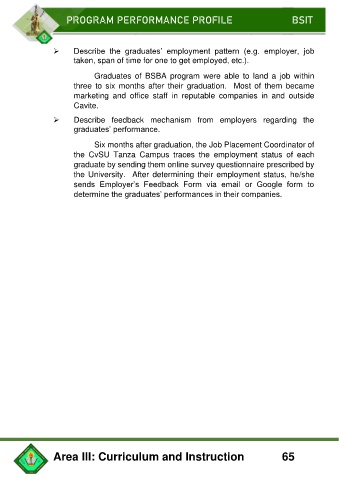 PROGRAM PERFORMANCE PROFILE BSIT
➢ Describe the graduates' employment pattern (e.g. employer, job
taken, span of time for one to get employed, etc.).
Graduates of BSBA program were able to land a job within
three to six months after their graduation. Most of them became
marketing and office staff in reputable companies in and outside
Cavite.
➢ Describe feedback mechanism from employers regarding the
graduates' performance.
Six months after graduation, the Job Placement Coordinator of
the CvSU Tanza Campus traces the employment status of each
graduate by sending them online survey questionnaire prescribed by
the University. After determining their employment status, he/she
sends Employer's Feedback Form via email or Google form to
determine the graduates' performances in their companies.
Area III: Curriculum and Instruction 65